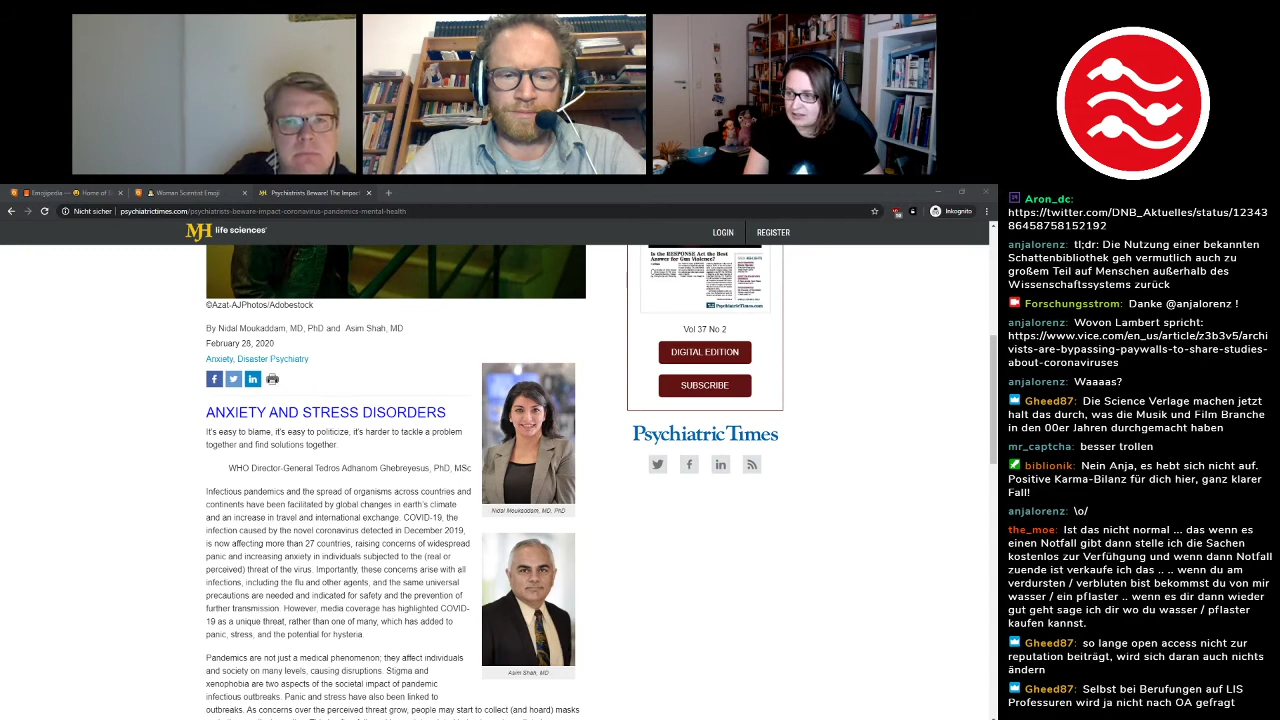 Emojipedia — 😃 Home of E
Woman Scientist Emoji
Psychiatrists Beware! The Impact
Nicht sicher
psychiatrictimes.com/psychiatrists-beware-impact-coronavirus-pandemics-mental-health
Inkognito
MJH life sciences®
LOGIN
REGISTER
Is the RESPONSE Act the Best
Answer for Gun Violence?
©Azat-AJPhotos/Adobestock
By Nidal Moukaddam, MD, PhD and Asim Shah, MD
February 28, 2020
Anxiety, Disaster Psychiatry
ANXIETY AND STRESS DISORDERS
It's easy to blame, it's easy to politicize, it's harder to tackle a problem
together and find solutions together.
WHO Director-General Tedros Adhanom Ghebreyesus, PhD, MSc
Infectious pandemics and the spread of organisms across countries and
continents have been facilitated by global changes in earth's climate
and an increase in travel and international exchange. COVID-19, the
infection caused by the novel coronavirus detected in December 2019,
is now affecting more than 27 countries, raising concerns of widespread
panic and increasing anxiety in individuals subjected to the (real or
perceived) threat of the virus. Importantly, these concerns arise with all
infections, including the flu and other agents, and the same universal
precautions are needed and indicated for safety and the prevention of
further transmission. However, media coverage has highlighted COVID-
19 as a unique threat, rather than one of many, which has added to
panic, stress, and the potential for hysteria.
Pandemics are not just a medical phenomenon; they affect individuals
and society on many levels, causing disruptions. Stigma and
xenophobia are two aspects of the societal impact of pandemic
infectious outbreaks. Panic and stress have also been linked to
outbreaks. As concerns over the perceived threat grow, people may start to collect (and hoard) masks
Nidal Moukaddam, MD, PhD
Asim Shah, MD
Vol 37 No 2
DIGITAL EDITION
SUBSCRIBE
Psychiatric Times
Aron_dc:
https://twitter.com/DNB_Aktuelles/status/12343
86458758152192
anjalorenz: tl;dr: Die Nutzung einer bekannten
Schattenbibliothek geh vermutlich auch zu
großem Teil auf Menschen außerhalb des
Wissenschaftssystems zurück
Forschungsstrom: Danke @anjalorenz !
anjalorenz: Wovon Lambert spricht:
https://www.vice.com/en_us/article/z3b3v5/archi
vists-are-bypassing-paywalls-to-share-studies-
about-coronaviruses
anjalorenz: Waaaas?
Gheed87: Die Science Verlage machen jetzt
halt das durch, was die Musik und Film Branche
in den 00er Jahren durchgemacht haben
mr_captcha: besser trollen
biblionik: Nein Anja, es hebt sich nicht auf.
Positive Karma-Bilanz für dich hier, ganz klarer
Fall!
anjalorenz: \o/
the_moe: Ist das nicht normal ... das wenn es
einen Notfall gibt dann stelle ich die Sachen
kostenlos zur Verfühgung und wenn dann Notfall
zuende ist verkaufe ich das .. .. wenn du am
verdursten / verbluten bist bekommst du von mir
wasser / ein pflaster .. wenn es dir dann wieder
gut geht sage ich dir wo du wasser / pflaster
kaufen kannst.
Gheed87: so lange open access nicht zur
reputation beiträgt, wird sich daran auch nichts
ändern
Gheed87: Selbst bei Berufungen auf LIS
Professuren wird ja nicht nach OA gefragt